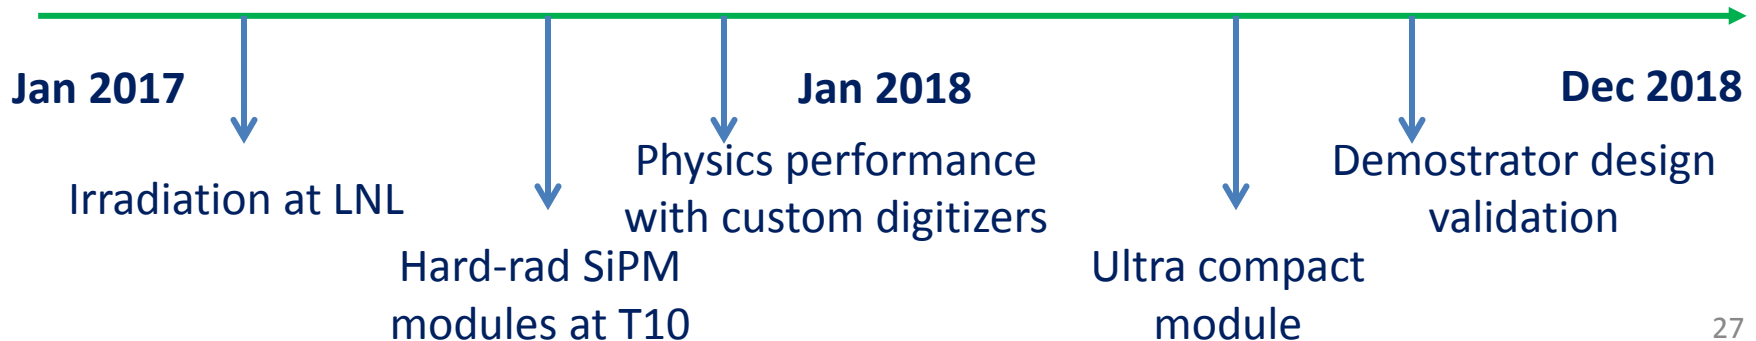 Jan 2017
Jan 2018
Dec 2018
Irradiation at LNL
Hard-rad SiPM
modules at T10
Physics performance
with custom digitizers
Ultra compact
module
Demostrator design
validation
27